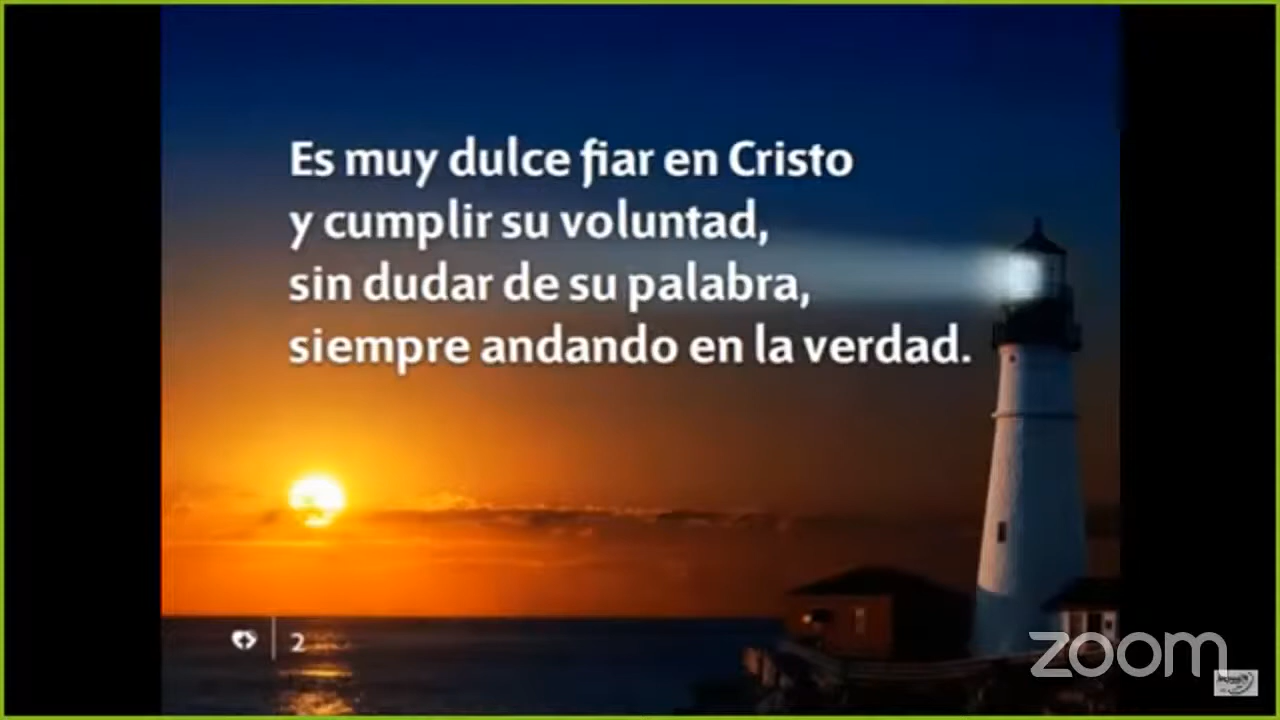 Es muy dulce fiar en Cristo
y cumplir su voluntad,
sin dudar de su palabra,
siempre andando en la verdad.
2
zoom